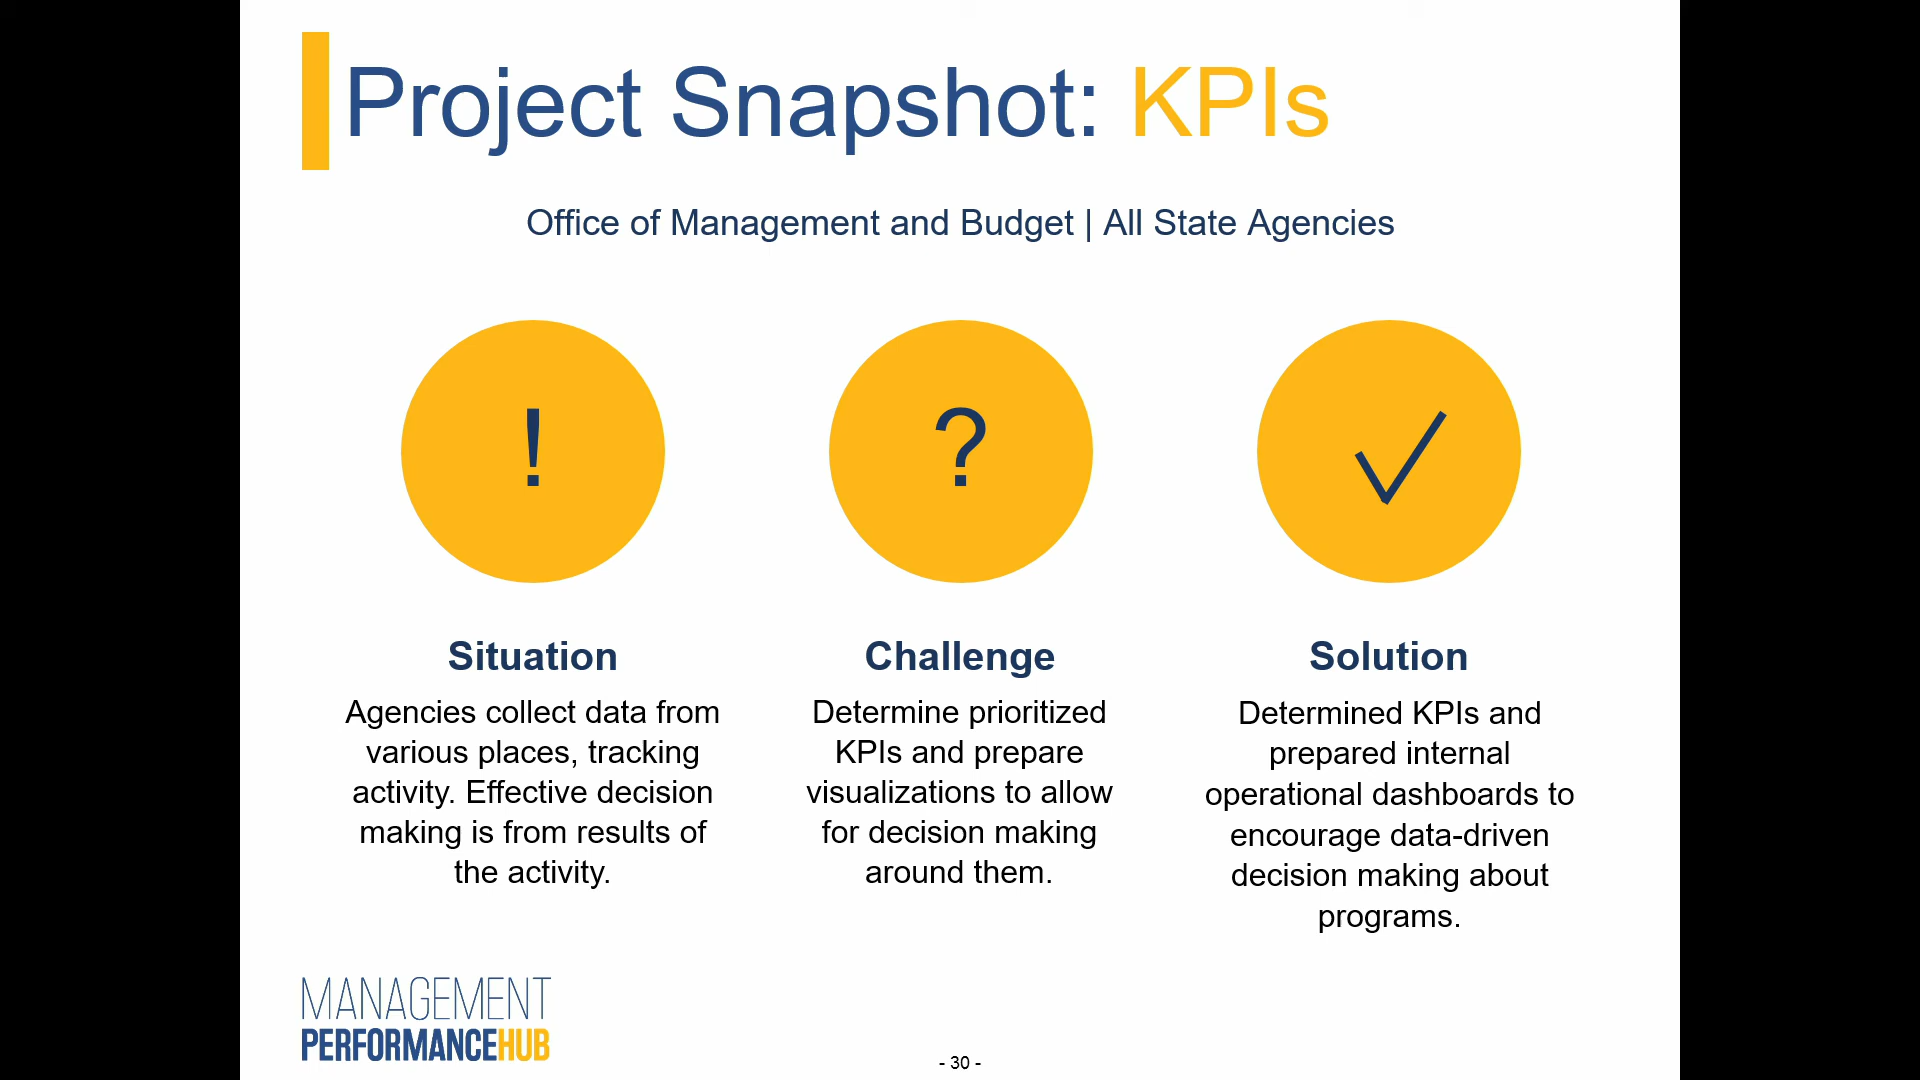 Project Snapshot: KPIs
Office of Management and Budget | All State Agencies
!
?
✓
Situation
Agencies collect data from
various places, tracking
activity. Effective decision
making is from results of
the activity.
Challenge
Determine prioritized
KPIs and prepare
visualizations to allow
for decision making
around them.
Solution
Determined KPIs and
prepared internal
operational dashboards to
encourage data-driven
decision making about
programs.
MANAGEMENT
PERFORMANCEHUB
- 30 -